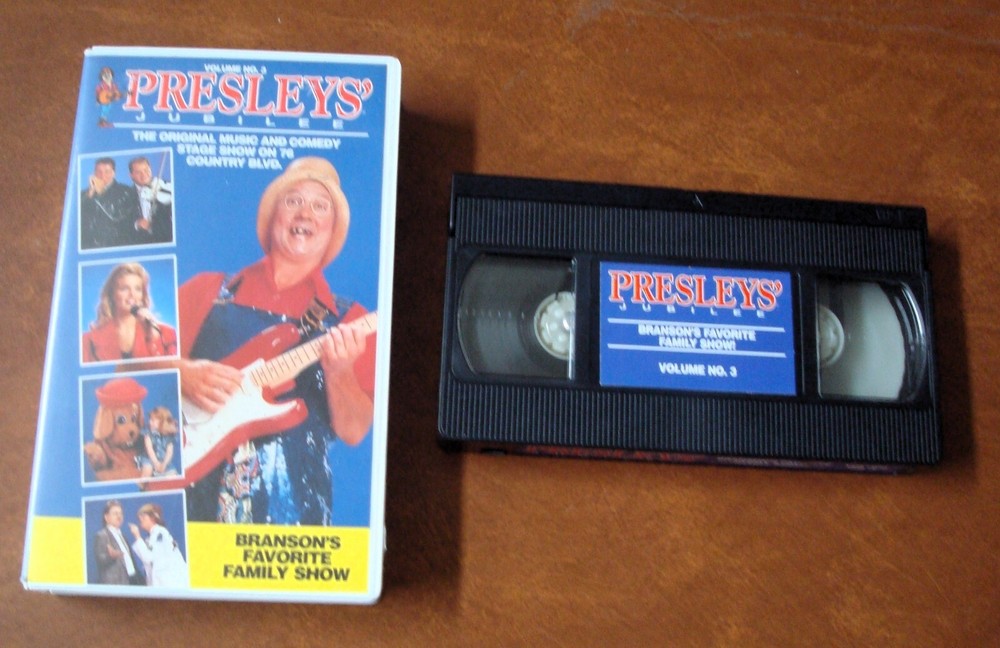 VOLUME NO. 3
PRESLEYS'
JUBILEE
THE ORIGINAL MUSIC AND COMEDY
STAGE SHOW ON 76
COUNTRY BLVD.
BRANSON'S
FAVORITE
FAMILY SHOW
PRESLEYS'
JUBILEE
BRANSON'S FAVORITE
FAMILY SHOW!
VOLUME NO. 3